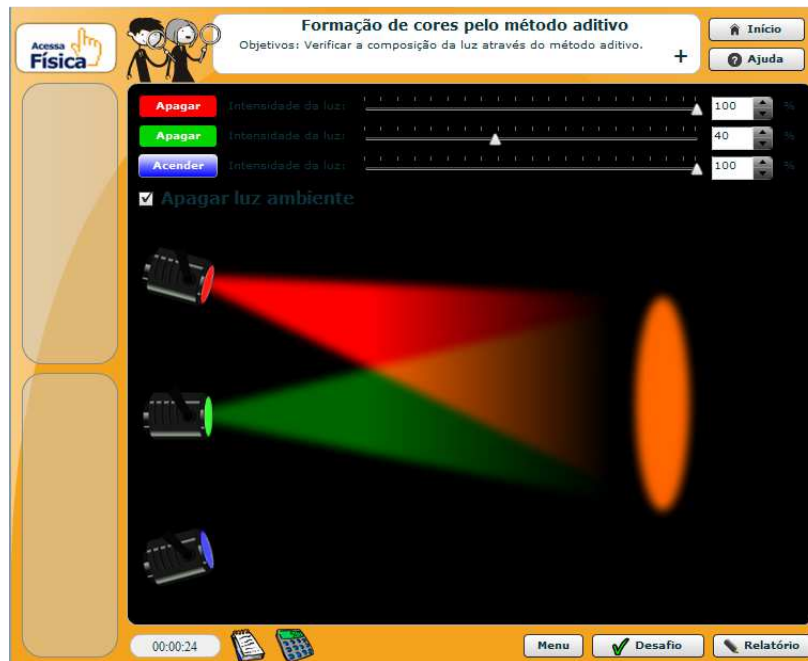 Acessa
Física
Formação de cores pelo método aditivo
Objetivos: Verificar a composição da luz através do método aditivo.
+
Início
? Ajuda
Apagar Intensidade da luz: 100 %
Apagar Intensidade da luz: 40 %
Acender Intensidade da luz: 100 %
Apagar luz ambiente
00:00:24
Menu
Desafio
Relatório